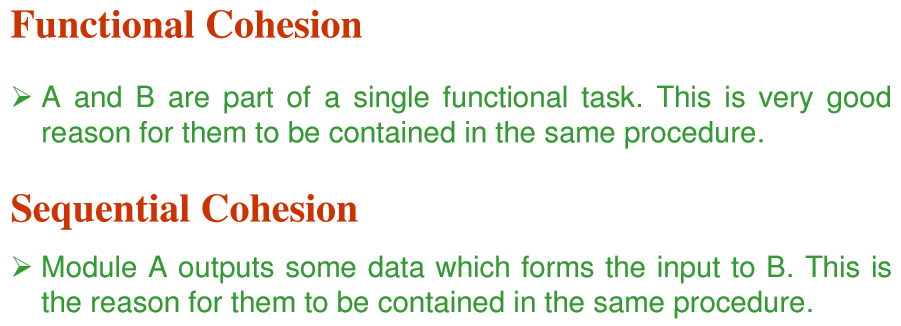 Functional Cohesion
➢ A and B are part of a single functional task. This is very good
reason for them to be contained in the same procedure.
Sequential Cohesion
➢ Module A outputs some data which forms the input to B. This is
the reason for them to be contained in the same procedure.